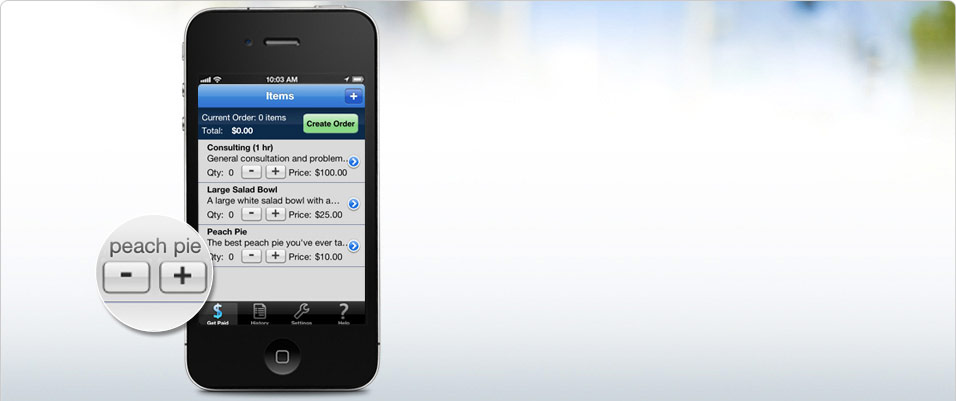 10:03 AM
Items
+
Current Order: 0 items
Total: $0.00
Create Order
Consulting (1 hr)
General consultation and problem...
Qty: 0 - + Price: $100.00
Large Salad Bowl
A large white salad bowl with a...
Qty: 0 - + Price: $25.00
Peach Pie
The best peach pie you've ever ta...
Qty: 0 - + Price: $10.00
peach pie
- +
$ ?
Get Paid History Settings Help